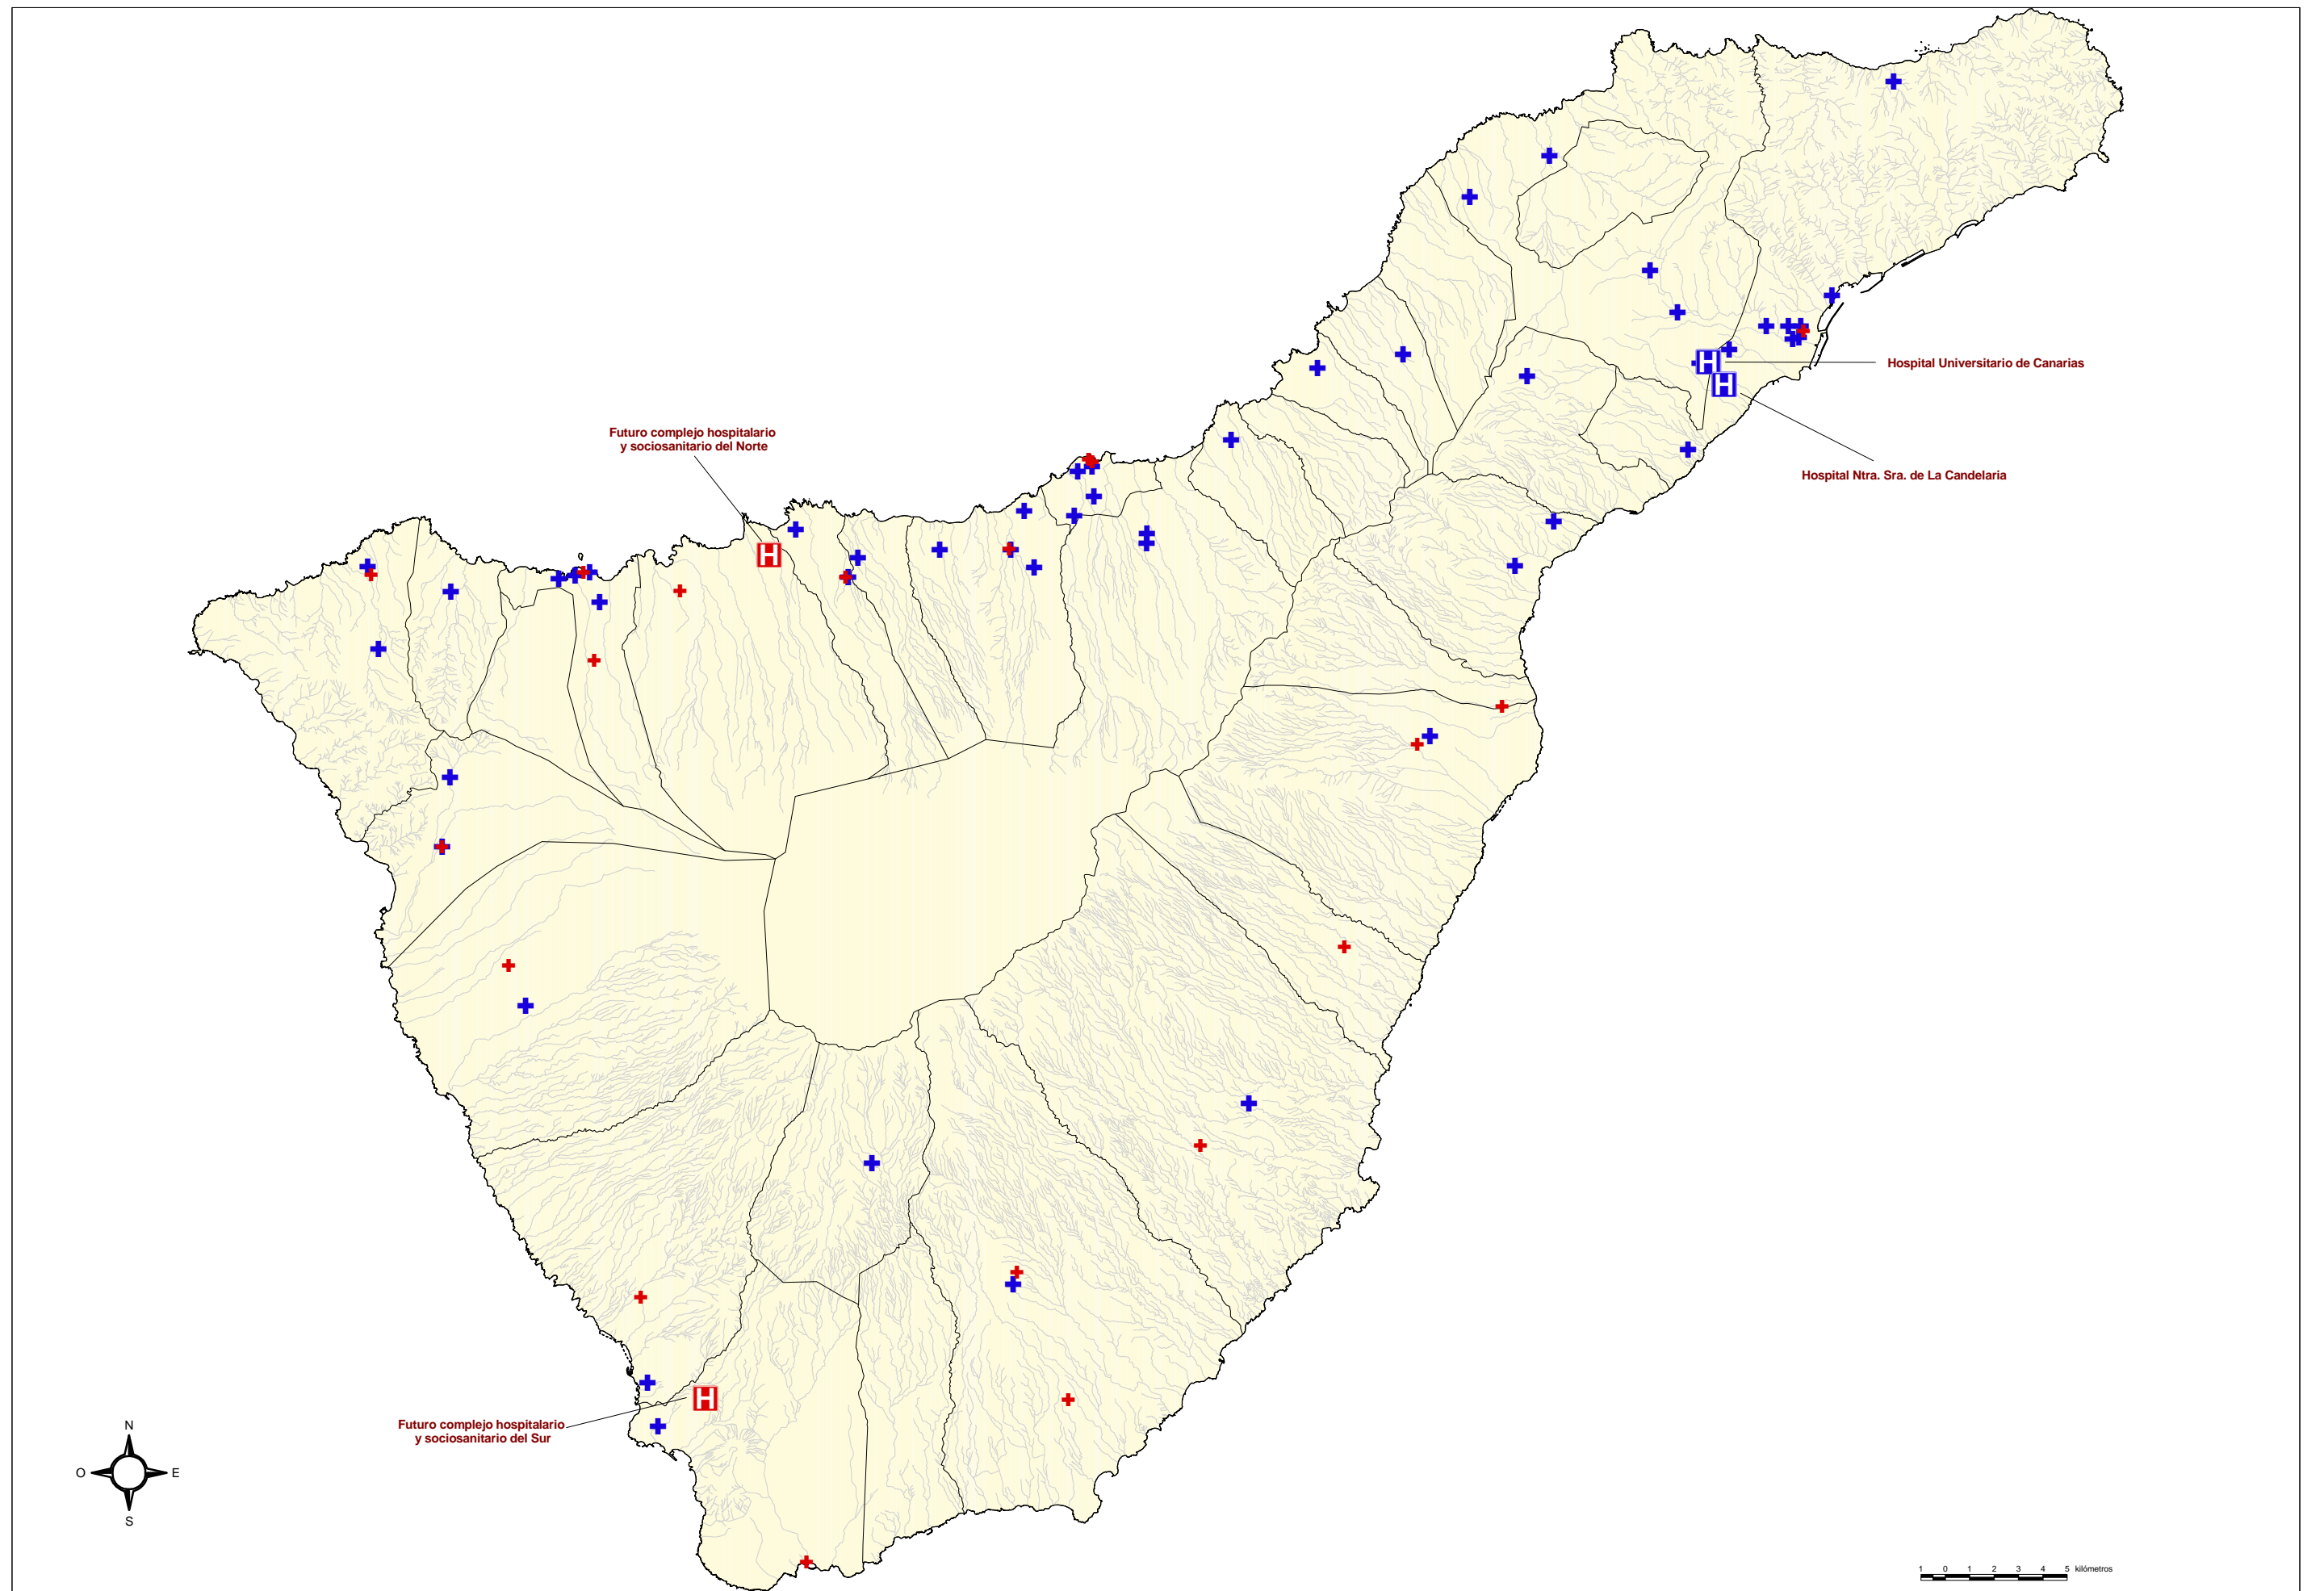 Hospital Universitario de Canarias
Futuro complejo hospitalario
y sociosanitario del Norte
Hospital Ntra. Sra. de La Candelaria
H
H
H
H
Futuro complejo hospitalario
y sociosanitario del Sur
N
O
E
S
1 0 1 2 3 4 5 kilómetros